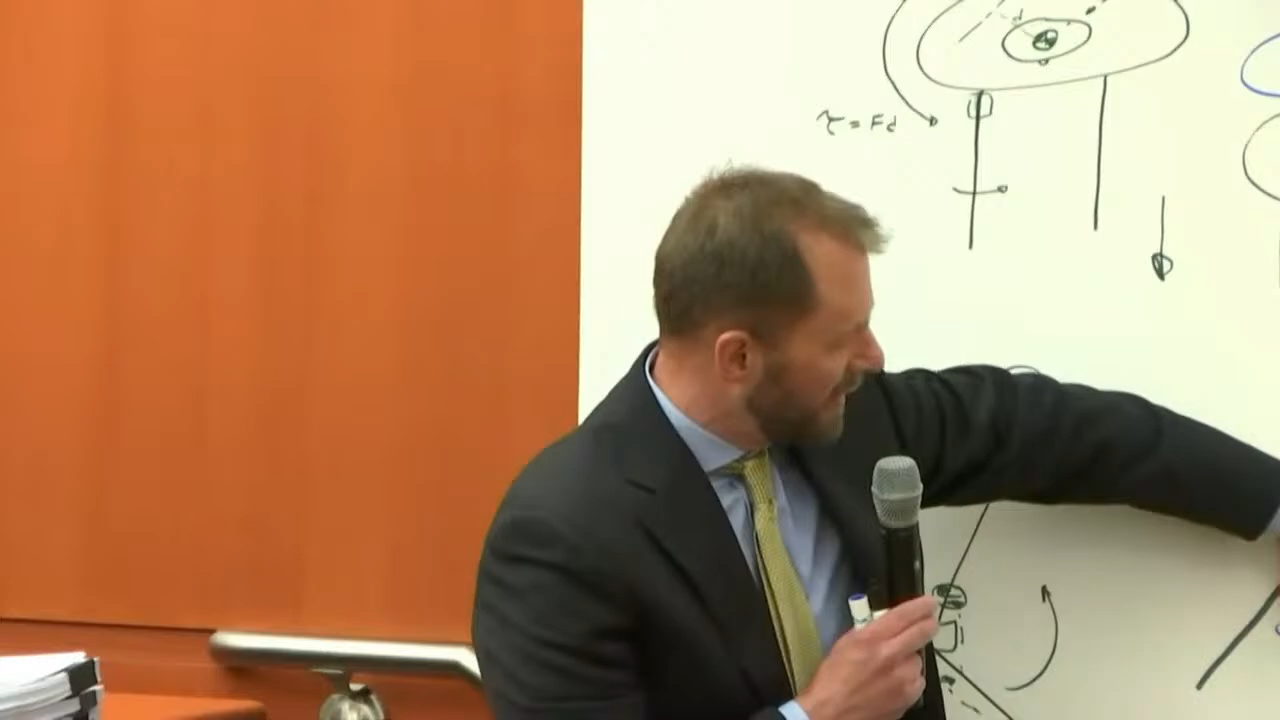 τ = Fd
d